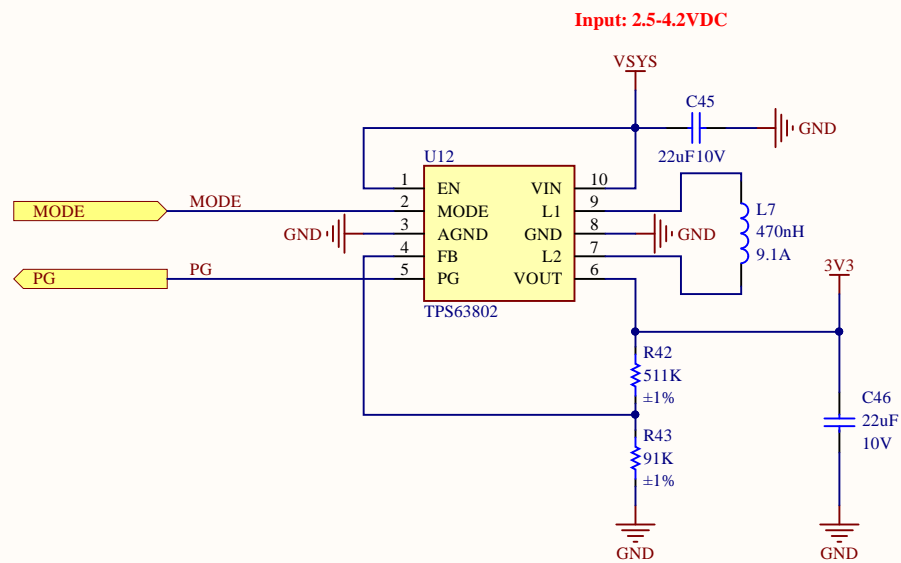 Input: 2.5-4.2VDC
VSYS
C45
GND
22uF10V
U12
1 EN VIN 10
MODE MODE 2 MODE L1 9
GND 3 AGND GND 8 GND
4 FB L2 7
PG PG 5 PG VOUT 6
TPS63802
L7
470nH
9.1A
3V3
R42
511K
±1%
C46
22uF
10V
R43
91K
±1%
GND
GND